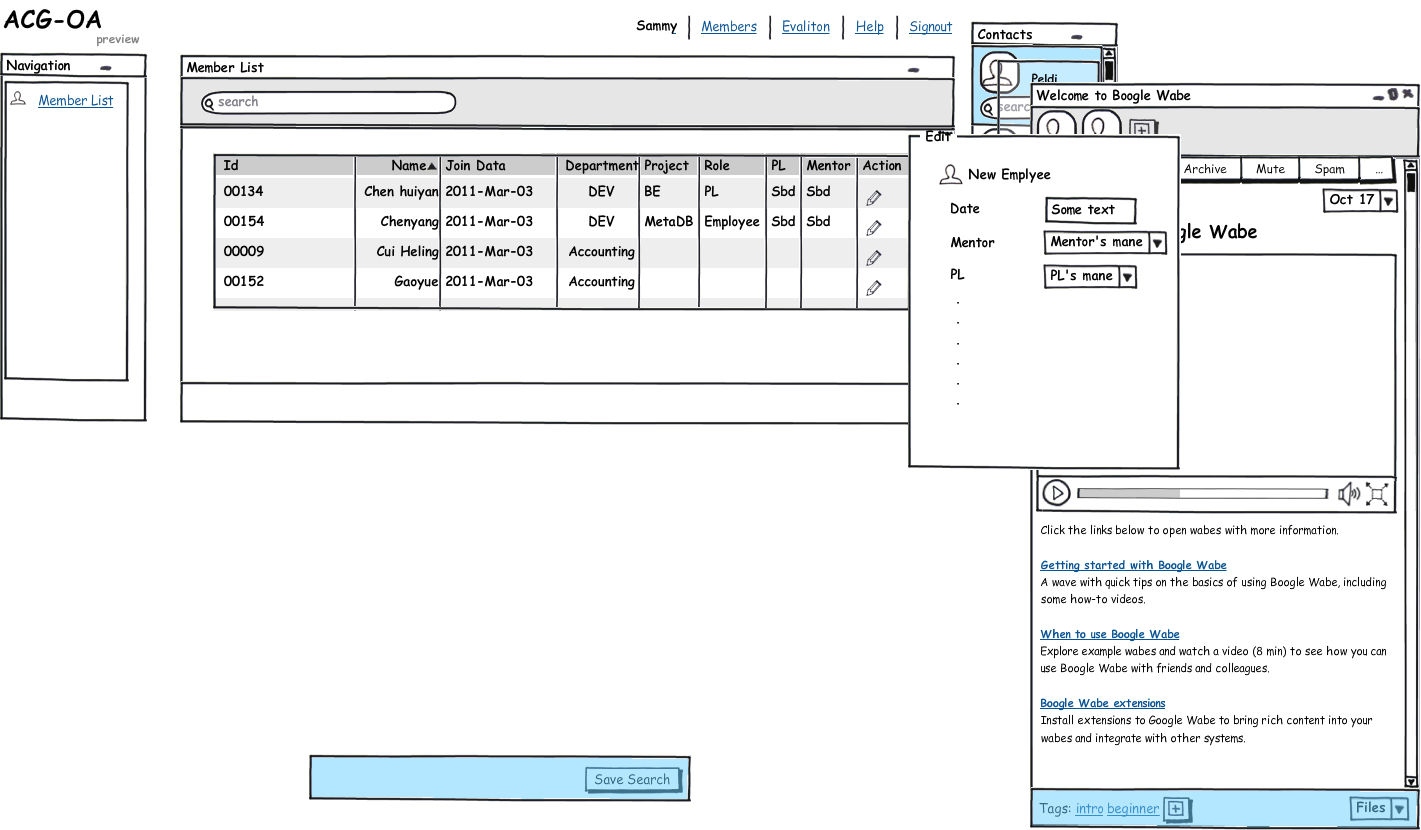 ACG-OA
preview
Sammy Members Evaliton Help Signout
Navigation
Member List
Member List
search
Id Name Join Data Department Project Role PL Mentor Action
00134 Chen huiyan 2011-Mar-03 DEV BE PL Sbd Sbd
00154 Chenyang 2011-Mar-03 DEV MetaDB Employee Sbd Sbd
00009 Cui Heling 2011-Mar-03 Accounting
00152 Gaoyue 2011-Mar-03 Accounting
Contacts
Peldi
searc
Welcome to Boogle Wabe
Edit
New Emplyee
Date Some text
Mentor Mentor's mane
PL PL's mane
.
.
.
.
.
.
Archive Mute Spam ...
Oct 17
gle Wabe
Click the links below to open wabes with more information.
Getting started with Boogle Wabe
A wave with quick tips on the basics of using Boogle Wabe, including
some how-to videos.
When to use Boogle Wabe
Explore example wabes and watch a video (8 min) to see how you can
use Boogle Wabe with friends and colleagues.
Boogle Wabe extensions
Install extensions to Google Wabe to bring rich content into your
wabes and integrate with other systems.
Save Search
Tags: intro beginner Files